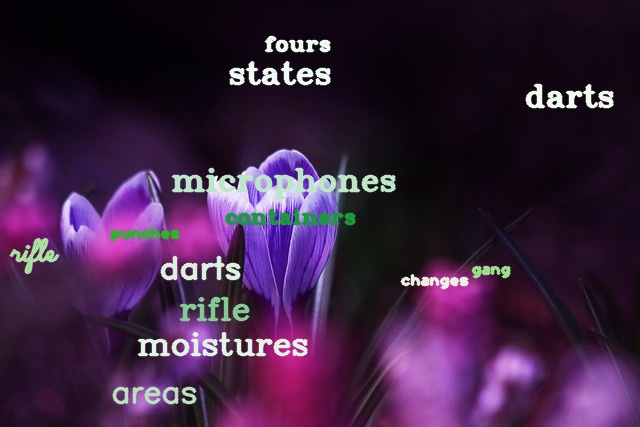 fours
states
darts
microphones
containers
punches
rifle
darts
changes
gang
rifle
moistures
areas